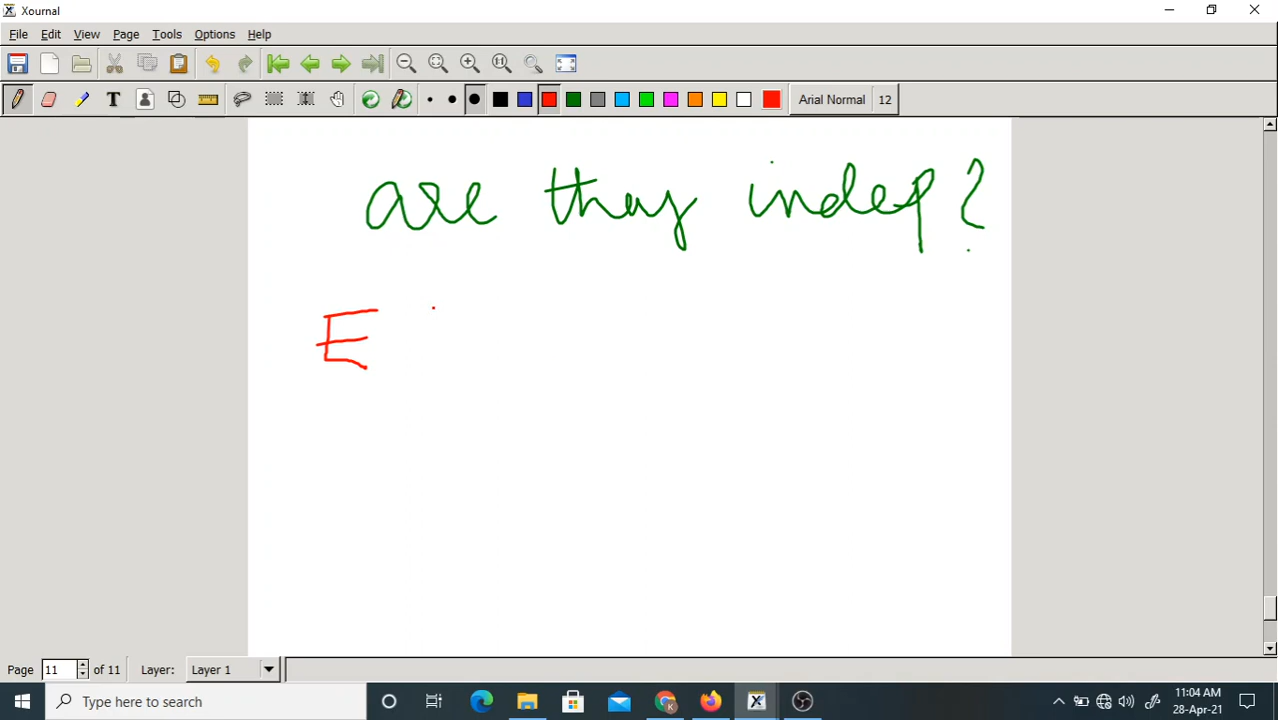 Xournal
File Edit View Page Tools Options Help
Arial Normal 12
are they indep?
E
Page 11 of 11 Layer: Layer 1
Type here to search
11:04 AM
28-Apr-21